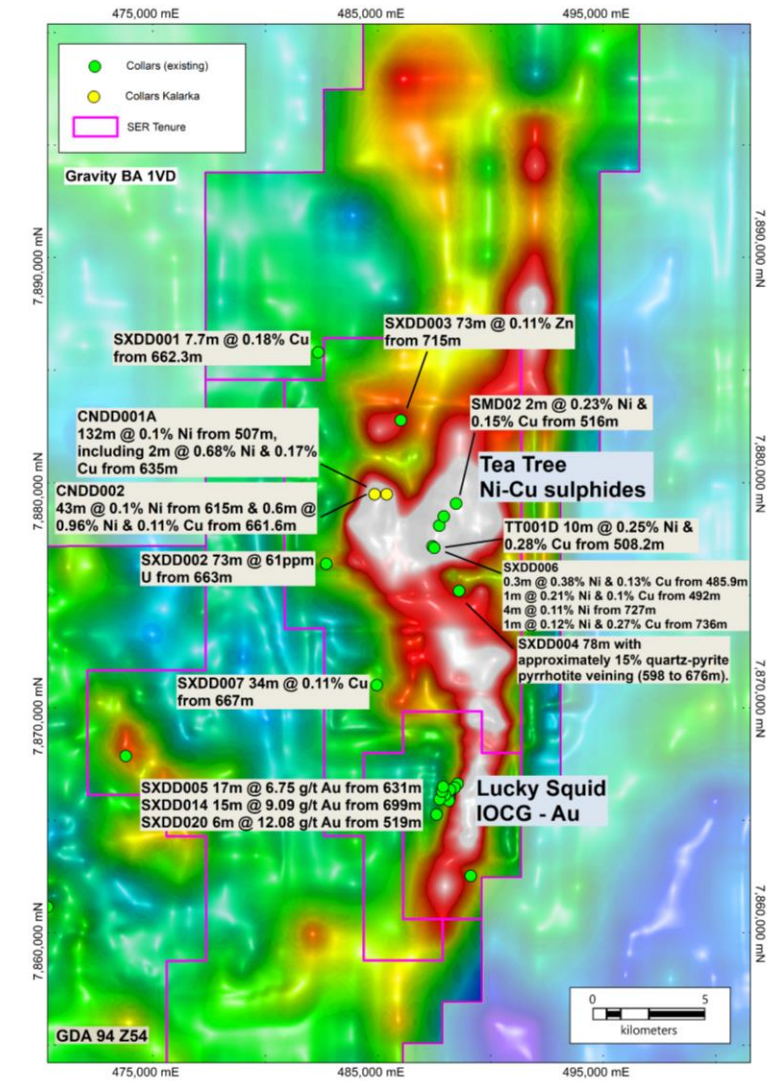 475,000 mE
485,000 mE
495,000 mE
Collars (existing)
Collars Kalarka
SER Tenure
Gravity BA 1VD
7,890,000 mN
7,890,000 mN
SXDD003 73m @ 0.11% Zn
from 715m
SXDD001 7.7m @ 0.18% Cu
from 662.3m
SMD02 2m @ 0.23% Ni &
0.15% Cu from 516m
CNDD001A
132m @ 0.1% Ni from 507m,
including 2m @ 0.68% Ni & 0.17%
Cu from 635m
Tea Tree
Ni-Cu sulphides
7,880,000 mN
7,880,000 mN
CNDD002
43m @ 0.1% Ni from 615m & 0.6m @
0.96% Ni & 0.11% Cu from 661.6m
TT001D 10m @ 0.25% Ni &
0.28% Cu from 508.2m
SXDD002 73m @ 61ppm
U from 663m
SXDD006
0.3m @ 0.38% Ni & 0.13% Cu from 485.9m
1m @ 0.21% Ni & 0.1% Cu from 492m
4m @ 0.11% Ni from 727m
1m @ 0.12% Ni & 0.27% Cu from 736m
SXDD004 78m with
approximately 15% quartz-pyrite
pyrrhotite veining (598 to 676m).
SXDD007 34m @ 0.11% Cu
from 667m
7,870,000 mN
7,870,000 mN
SXDD005 17m @ 6.75 g/t Au from 631m
SXDD014 15m @ 9.09 g/t Au from 699m
SXDD020 6m @ 12.08 g/t Au from 519m
Lucky Squid
IOCG - Au
7,860,000 mN
7,860,000 mN
0 5
kilometers
GDA 94 Z54
475,000 mE
485,000 mE
495,000 mE